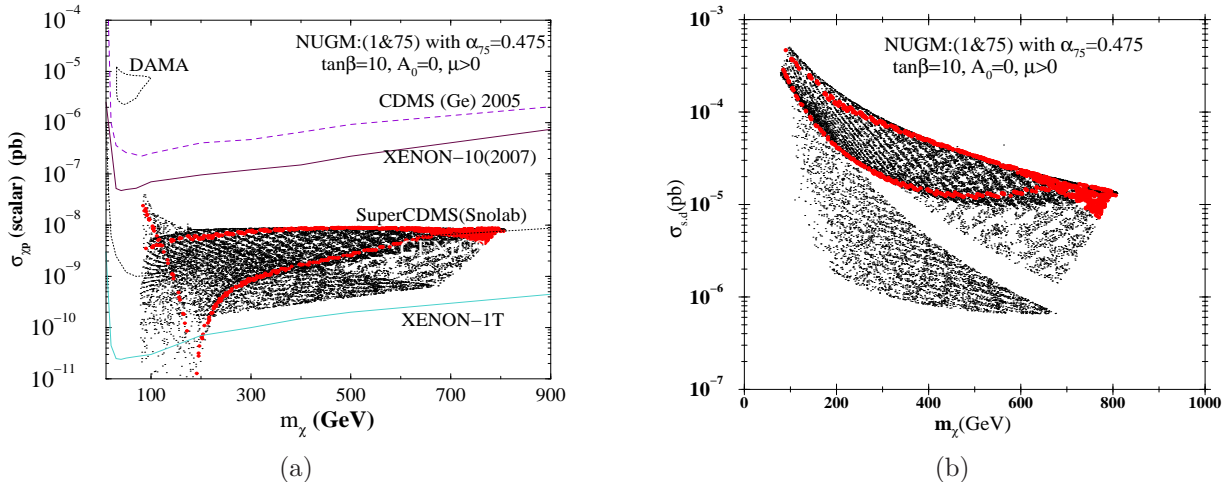 10⁻⁴
10⁻⁵
10⁻⁶
10⁻⁷
10⁻⁸
10⁻⁹
10⁻¹⁰
10⁻¹¹
σ_χp (scalar) (pb)
NUGM:(1&75) with α₇₅=0.475
tanβ=10, A₀=0, μ>0
DAMA
CDMS (Ge) 2005
XENON−10(2007)
SuperCDMS(Snolab)
XENON−1T
100 300 500 700 900
m_χ (GeV)
(a)
10⁻³
10⁻⁴
10⁻⁵
10⁻⁶
10⁻⁷
σ_s.d(pb)
NUGM:(1&75) with α₇₅=0.475
tanβ=10, A₀=0, μ>0
0 200 400 600 800 1000
m_χ(GeV)
(b)